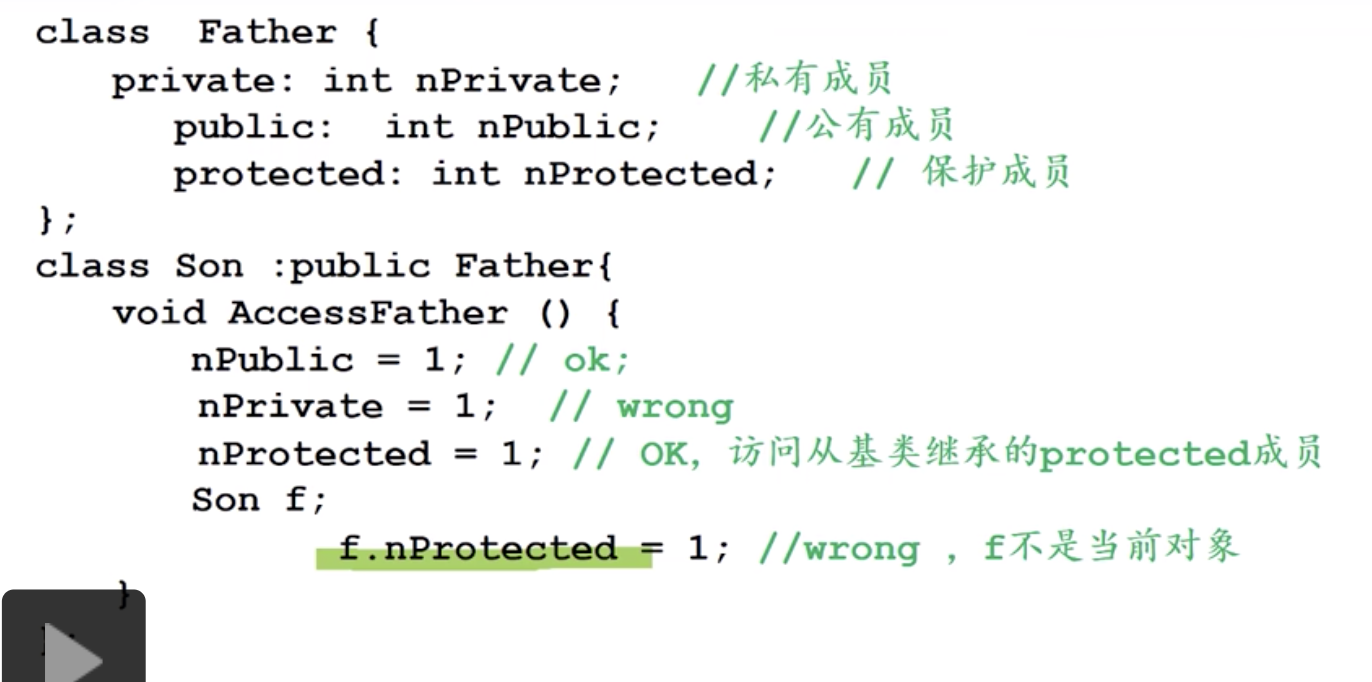 class  Father {
private: int nPrivate;   //私有成员
public:  int nPublic;    //公有成员
protected: int nProtected;   // 保护成员
};
class Son :public Father{
void AccessFather () {
nPublic = 1; // ok;
nPrivate = 1;  // wrong
nProtected = 1; // OK, 访问从基类继承的protected成员
Son f;
f.nProtected = 1; //wrong , f不是当前对象
}
};